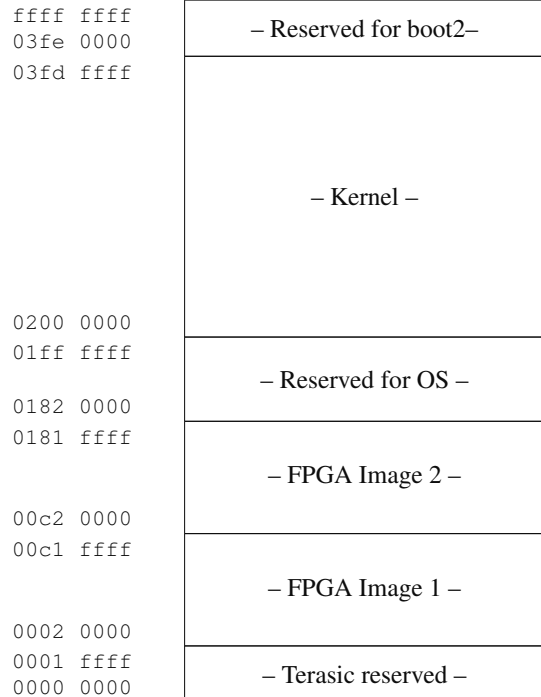 ffff ffff
03fe 0000
– Reserved for boot2–
03fd ffff
– Kernel –
0200 0000
01ff ffff
– Reserved for OS –
0182 0000
0181 ffff
– FPGA Image 2 –
00c2 0000
00c1 ffff
– FPGA Image 1 –
0002 0000
0001 ffff
– Terasic reserved –
0000 0000